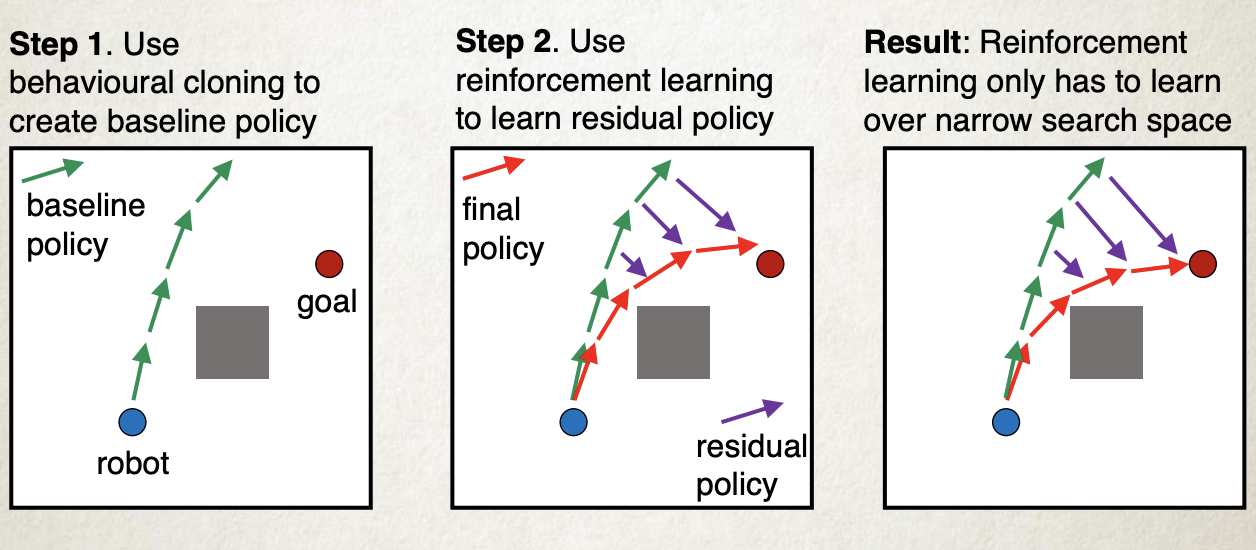 Step 1. Use
behavioural cloning to
create baseline policy
baseline
policy
goal
robot
Step 2. Use
reinforcement learning
to learn residual policy
final
policy
residual
policy
Result: Reinforcement
learning only has to learn
over narrow search space